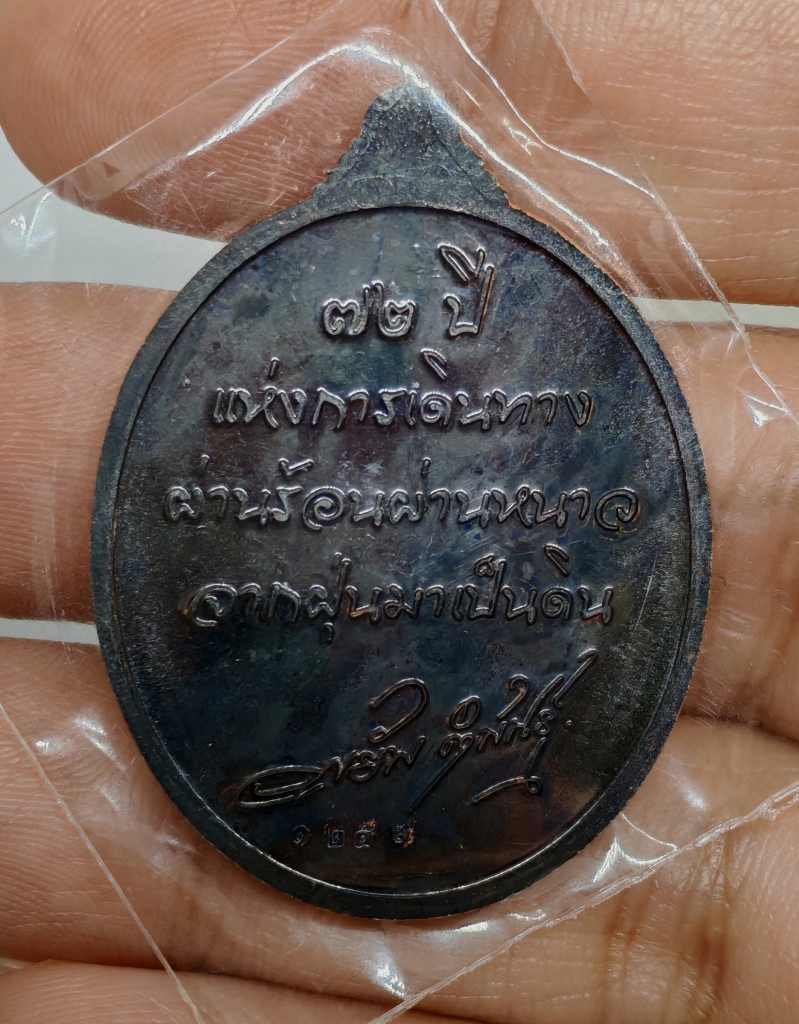 ๗๒ ปี
แห่งการเดินทาง
ผ่านร้อนผ่านหนาว
จากฝุ่นมาเป็นดิน